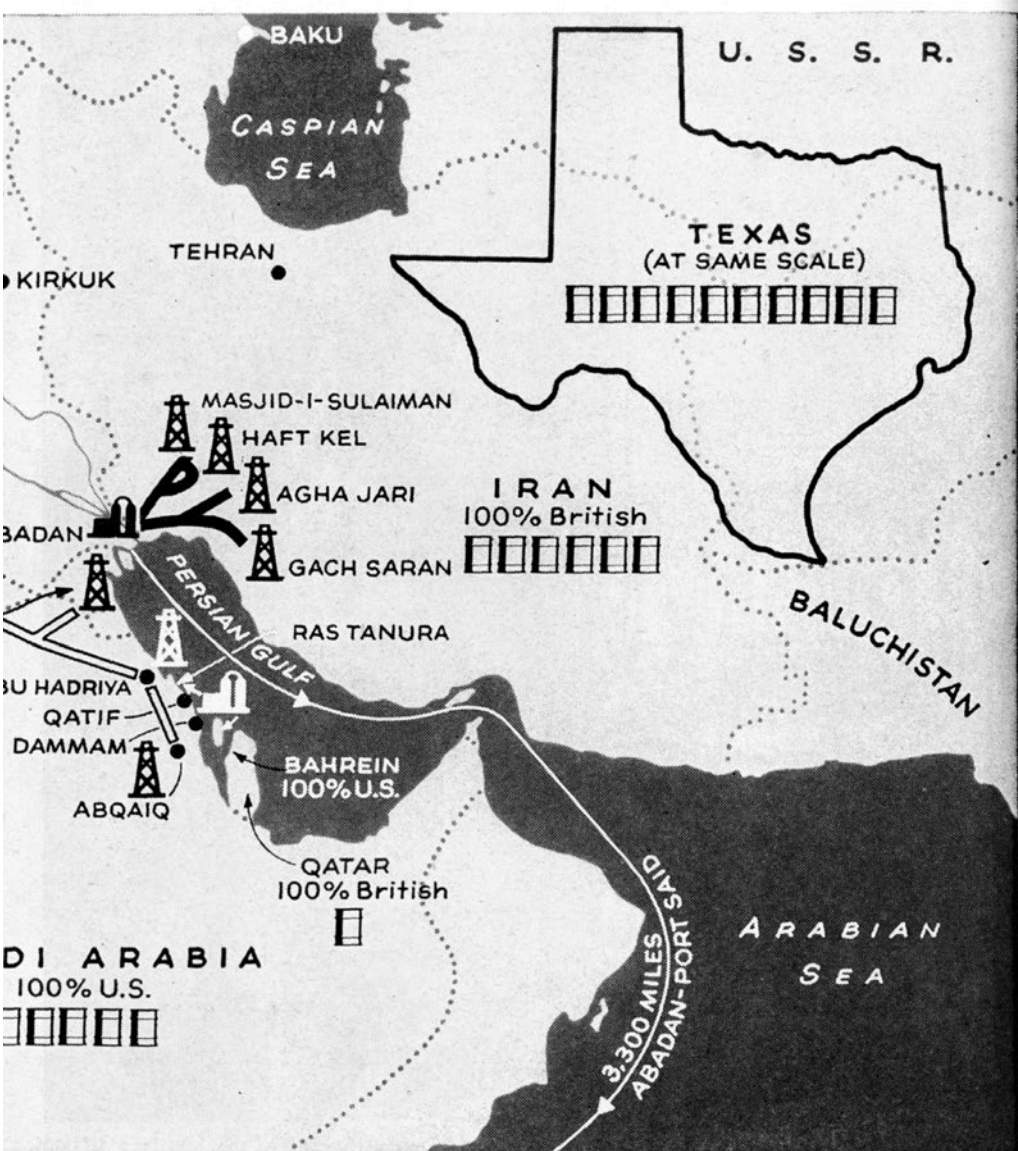 BAKU
U. S. S. R.
CASPIAN
SEA
TEXAS
(AT SAME SCALE)
TEHRAN
KIRKUK
MASJID-I-SULAIMAN
HAFT KEL
AGHA JARI
IRAN
100% British
BADAN
GACH SARAN
PERSIAN GULF
BALUCHISTAN
RAS TANURA
BU HADRIYA
QATIF
DAMMAM
BAHREIN
100% U.S.
ABQAIQ
QATAR
100% British
3,300 MILES
ABADAN-PORT SAID
ARABIAN
SEA
DI ARABIA
100% U.S.